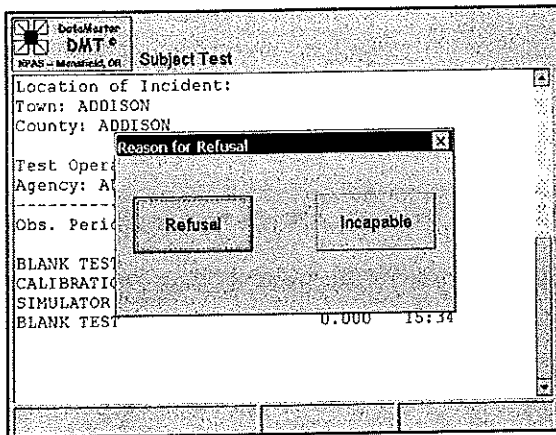 DataMaster
DMT ©
NPAS – Mansfield, OH
Subject Test
Location of Incident:
Town: ADDISON
County: ADDISON
Reason for Refusal
Test Oper
Agency: A
Refusal
Incapable
Obs. Peri
BLANK TEST
CALIBRATIO
SIMULATOR
BLANK TEST 0.000 15:34